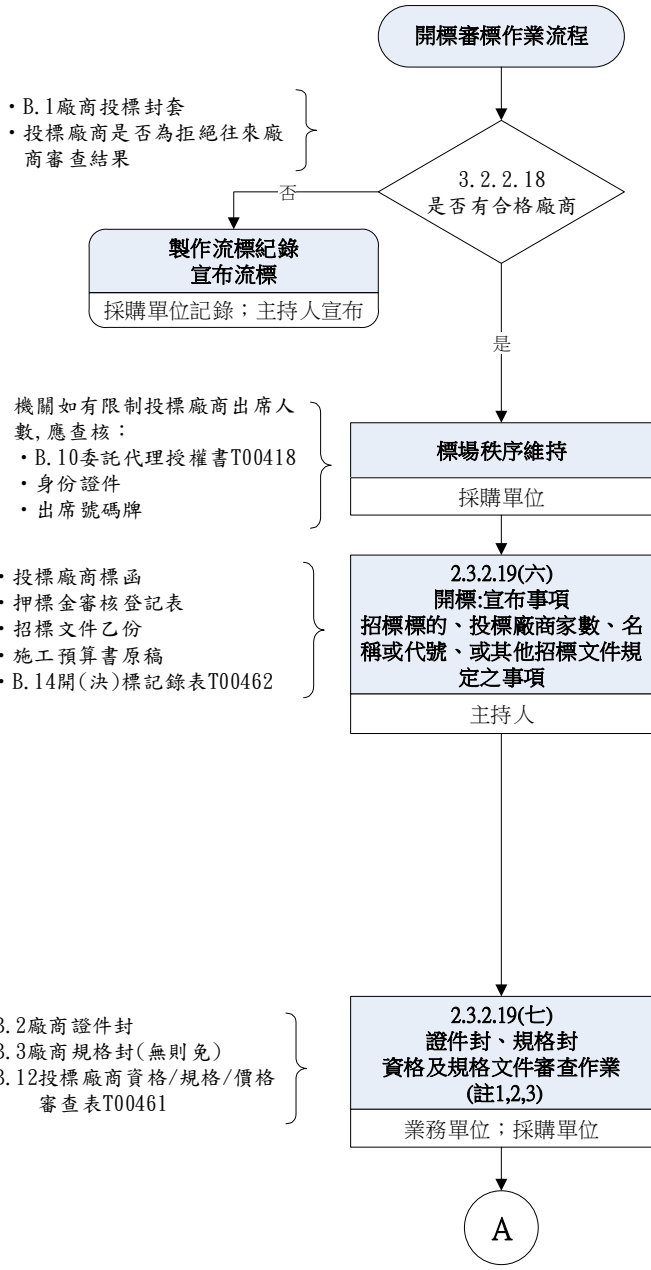 開標審標作業流程
・B.1廠商投標封套
・投標廠商是否為拒絕往來廠
商審查結果
3.2.2.18
是否有合格廠商
否
製作流標紀錄
宣布流標
採購單位記錄；主持人宣布
是
機關如有限制投標廠商出席人
數,應查核：
・B.10委託代理授權書T00418
・身份證件
・出席號碼牌
標場秩序維持
採購單位
・投標廠商標函
・押標金審核登記表
・招標文件乙份
・施工預算書原稿
・B.14開(決)標記錄表T00462
2.3.2.19(六)
開標:宣布事項
招標標的、投標廠商家數、名
稱或代號、或其他招標文件規
定之事項
主持人
3.2廠商證件封
3.3廠商規格封(無則免)
3.12投標廠商資格/規格/價格
審查表T00461
2.3.2.19(七)
證件封、規格封
資格及規格文件審查作業
(註1,2,3)
業務單位；採購單位
A